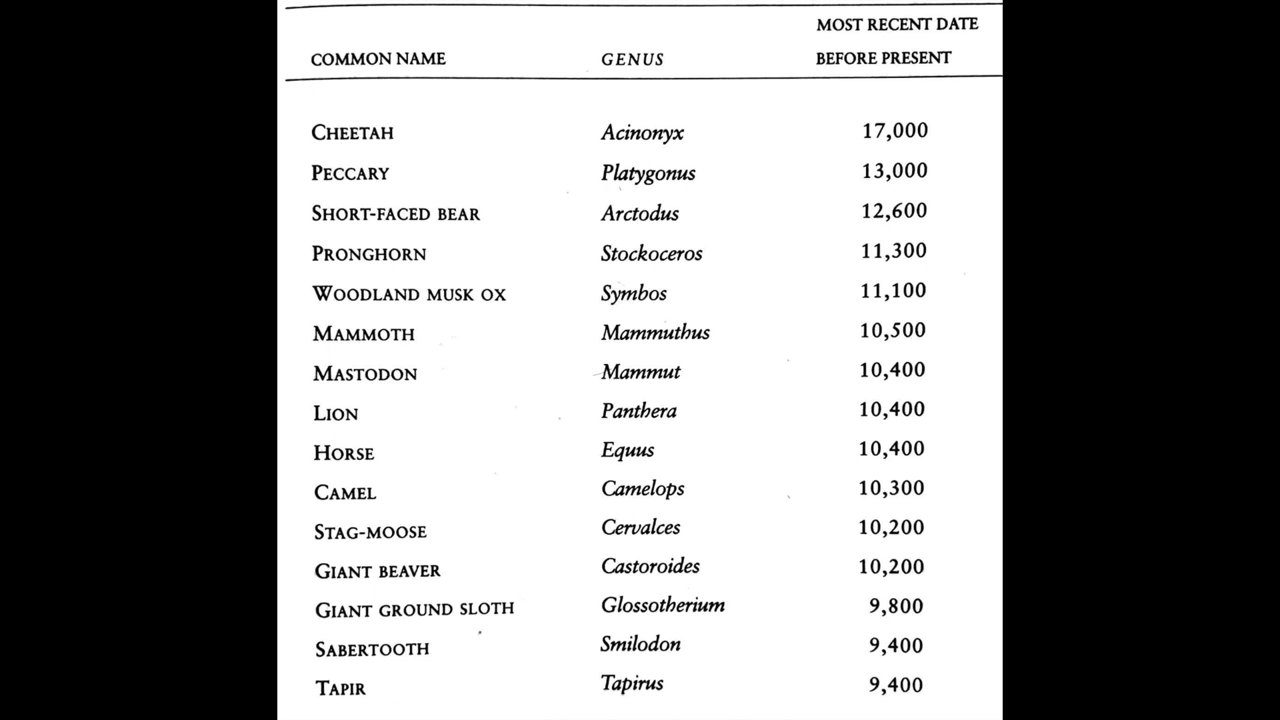 MOST RECENT DATE
COMMON NAME GENUS BEFORE PRESENT
CHEETAH Acinonyx 17,000
PECCARY Platygonus 13,000
SHORT-FACED BEAR Arctodus 12,600
PRONGHORN Stockoceros 11,300
WOODLAND MUSK OX Symbos 11,100
MAMMOTH Mammuthus 10,500
MASTODON Mammut 10,400
LION Panthera 10,400
HORSE Equus 10,400
CAMEL Camelops 10,300
STAG-MOOSE Cervalces 10,200
GIANT BEAVER Castoroides 10,200
GIANT GROUND SLOTH Glossotherium 9,800
SABERTOOTH Smilodon 9,400
TAPIR Tapirus 9,400